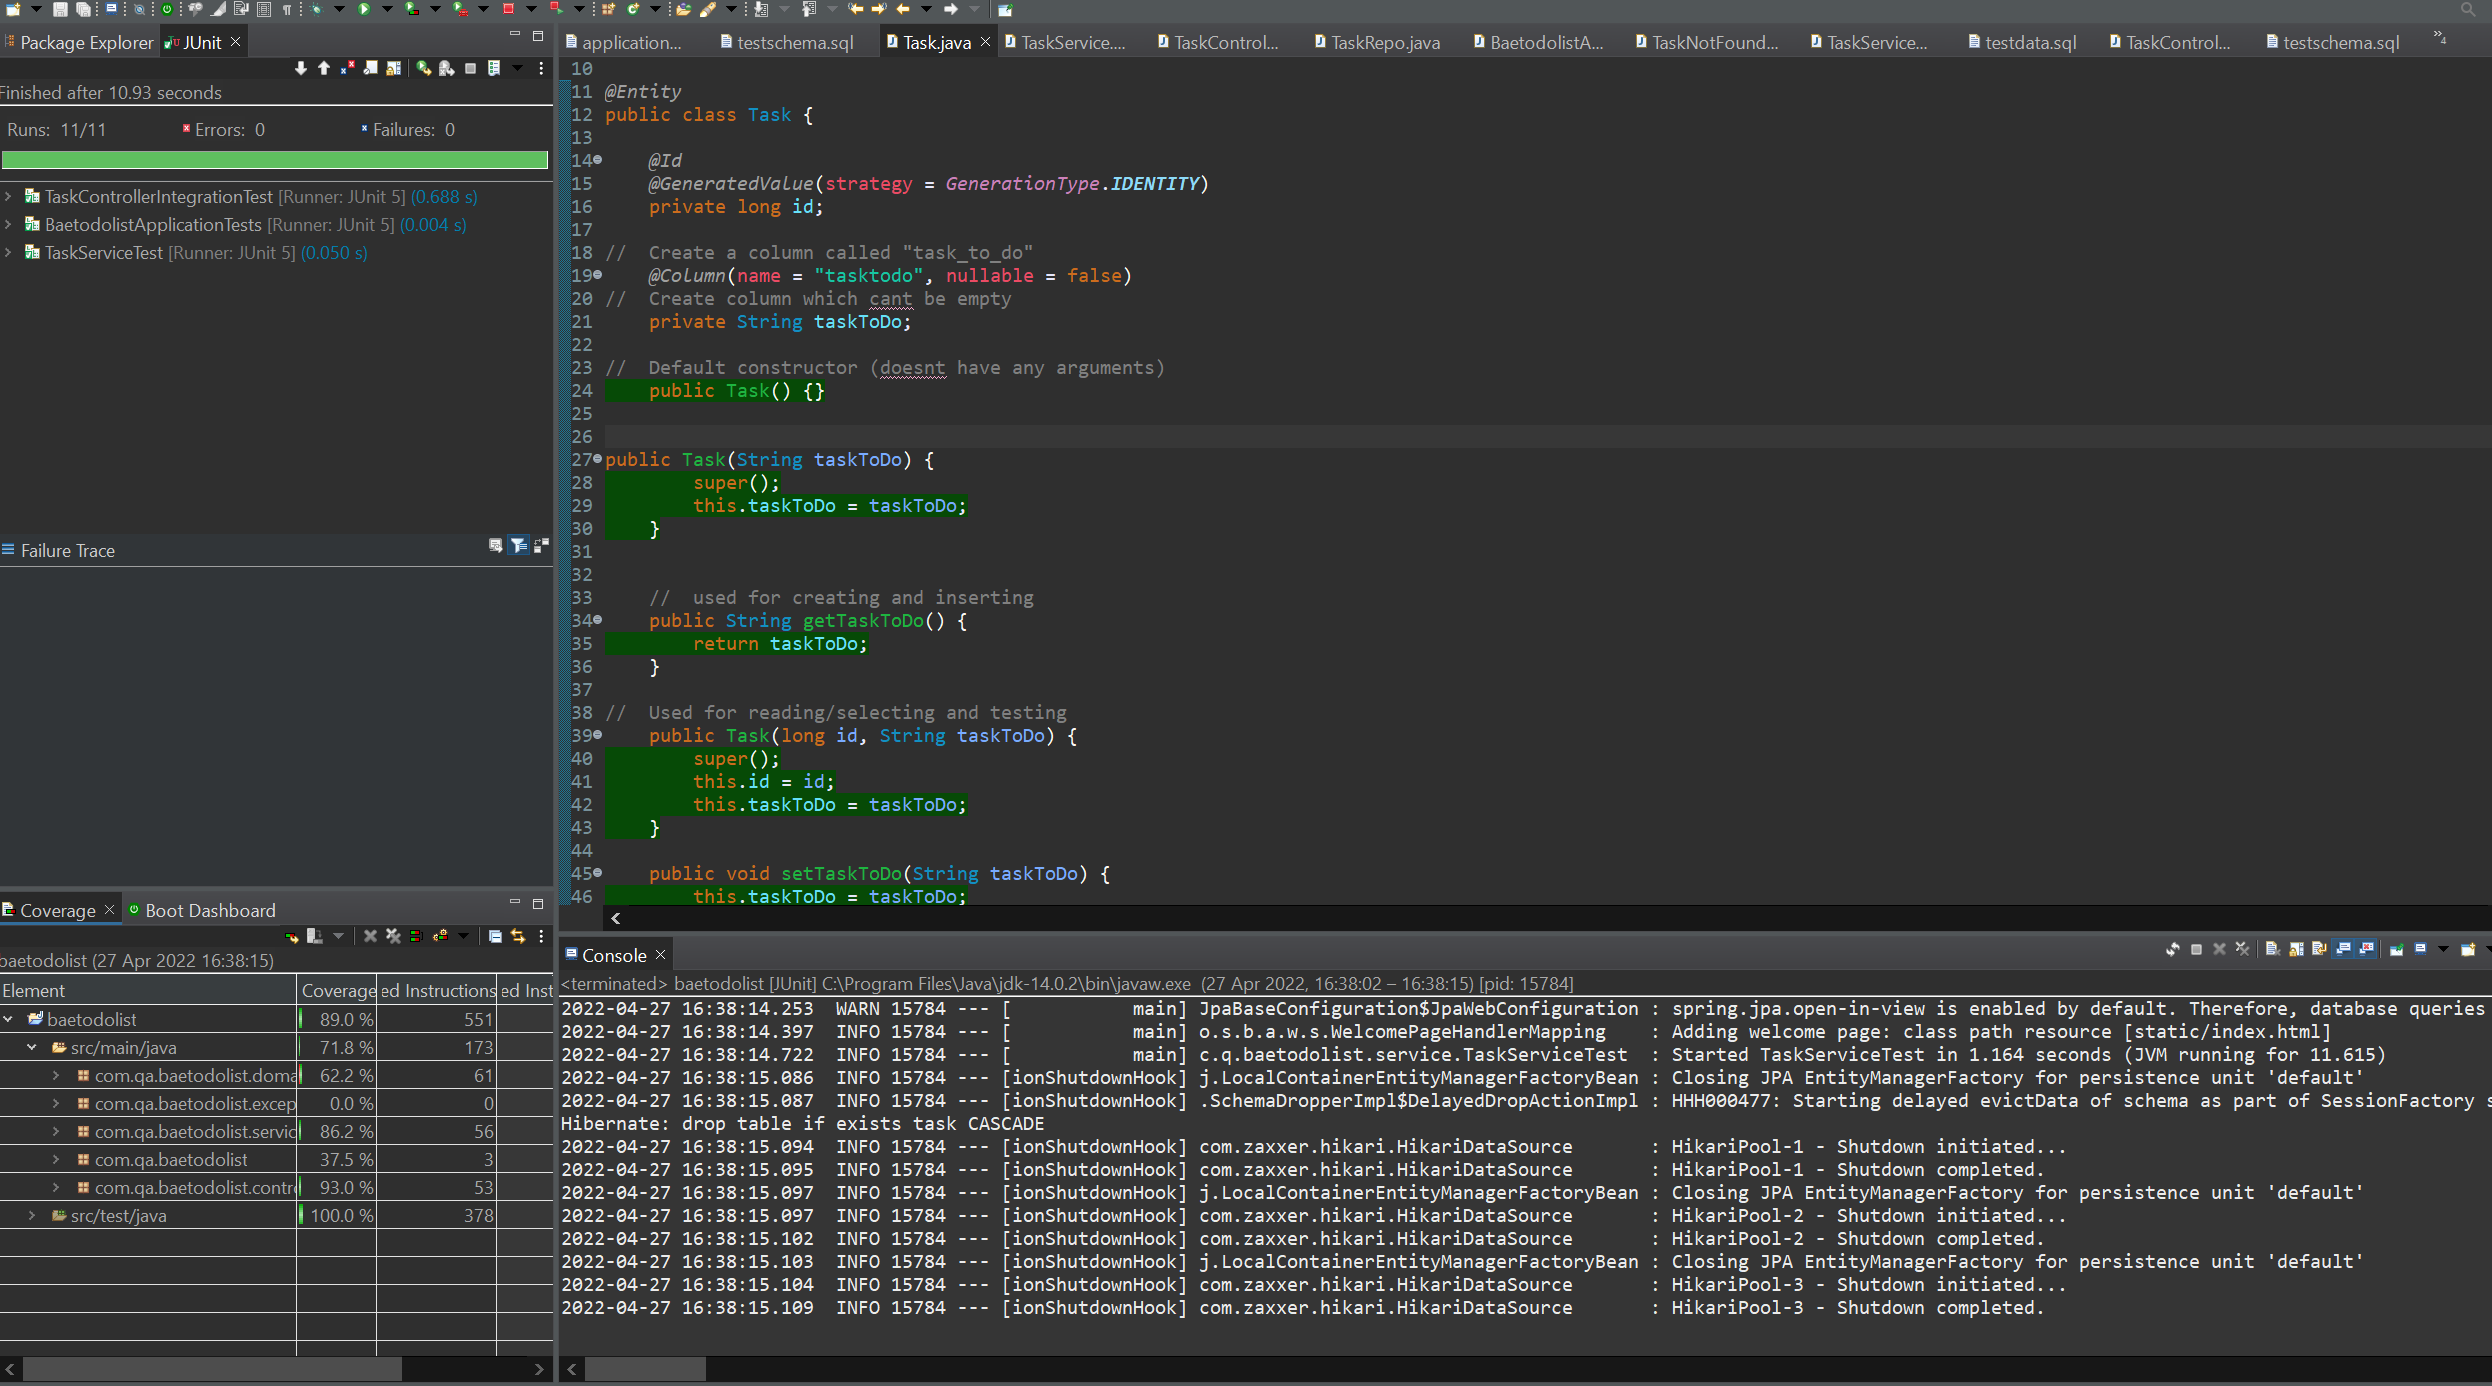 Package Explorer
JUnit
Finished after 10.93 seconds
Runs: 11/11
Errors: 0
Failures: 0
TaskControllerIntegrationTest [Runner: JUnit 5] (0.688 s)
BaetodolistApplicationTests [Runner: JUnit 5] (0.004 s)
TaskServiceTest [Runner: JUnit 5] (0.050 s)
Failure Trace
Coverage
Boot Dashboard
baetodolist (27 Apr 2022 16:38:15)
Element
Coverage
ed Instructions
ed Inst
baetodolist 89.0 % 551
src/main/java 71.8 % 173
com.qa.baetodolist.doma 62.2 % 61
com.qa.baetodolist.excep 0.0 % 0
com.qa.baetodolist.servic 86.2 % 56
com.qa.baetodolist 37.5 % 3
com.qa.baetodolist.contr 93.0 % 53
src/test/java 100.0 % 378
application...
testschema.sql
Task.java
TaskService....
TaskControl...
TaskRepo.java
BaetodolistA...
TaskNotFound...
TaskService...
testdata.sql
TaskControl...
testschema.sql
»4
10
11 @Entity
12 public class Task {
13
14 @Id
15 @GeneratedValue(strategy = GenerationType.IDENTITY)
16 private long id;
17
18 // Create a column called "task_to_do"
19 @Column(name = "tasktodo", nullable = false)
20 // Create column which cant be empty
21 private String taskToDo;
22
23 // Default constructor (doesnt have any arguments)
24 public Task() {}
25
26
27 public Task(String taskToDo) {
28 super();
29 this.taskToDo = taskToDo;
30 }
31
32
33 // used for creating and inserting
34 public String getTaskToDo() {
35 return taskToDo;
36 }
37
38 // Used for reading/selecting and testing
39 public Task(long id, String taskToDo) {
40 super();
41 this.id = id;
42 this.taskToDo = taskToDo;
43 }
44
45 public void setTaskToDo(String taskToDo) {
46 this.taskToDo = taskToDo;
Console
<terminated> baetodolist [JUnit] C:\Program Files\Java\jdk-14.0.2\bin\javaw.exe (27 Apr 2022, 16:38:02 – 16:38:15) [pid: 15784]
2022-04-27 16:38:14.253 WARN 15784 --- [ main] JpaBaseConfiguration$JpaWebConfiguration : spring.jpa.open-in-view is enabled by default. Therefore, database queries
2022-04-27 16:38:14.397 INFO 15784 --- [ main] o.s.b.a.w.s.WelcomePageHandlerMapping : Adding welcome page: class path resource [static/index.html]
2022-04-27 16:38:14.722 INFO 15784 --- [ main] c.q.baetodolist.service.TaskServiceTest : Started TaskServiceTest in 1.164 seconds (JVM running for 11.615)
2022-04-27 16:38:15.086 INFO 15784 --- [ionShutdownHook] j.LocalContainerEntityManagerFactoryBean : Closing JPA EntityManagerFactory for persistence unit 'default'
2022-04-27 16:38:15.087 INFO 15784 --- [ionShutdownHook] .SchemaDropperImpl$DelayedDropActionImpl : HHH000477: Starting delayed evictData of schema as part of SessionFactory s
Hibernate: drop table if exists task CASCADE
2022-04-27 16:38:15.094 INFO 15784 --- [ionShutdownHook] com.zaxxer.hikari.HikariDataSource : HikariPool-1 - Shutdown initiated...
2022-04-27 16:38:15.095 INFO 15784 --- [ionShutdownHook] com.zaxxer.hikari.HikariDataSource : HikariPool-1 - Shutdown completed.
2022-04-27 16:38:15.097 INFO 15784 --- [ionShutdownHook] j.LocalContainerEntityManagerFactoryBean : Closing JPA EntityManagerFactory for persistence unit 'default'
2022-04-27 16:38:15.097 INFO 15784 --- [ionShutdownHook] com.zaxxer.hikari.HikariDataSource : HikariPool-2 - Shutdown initiated...
2022-04-27 16:38:15.102 INFO 15784 --- [ionShutdownHook] com.zaxxer.hikari.HikariDataSource : HikariPool-2 - Shutdown completed.
2022-04-27 16:38:15.103 INFO 15784 --- [ionShutdownHook] j.LocalContainerEntityManagerFactoryBean : Closing JPA EntityManagerFactory for persistence unit 'default'
2022-04-27 16:38:15.104 INFO 15784 --- [ionShutdownHook] com.zaxxer.hikari.HikariDataSource : HikariPool-3 - Shutdown initiated...
2022-04-27 16:38:15.109 INFO 15784 --- [ionShutdownHook] com.zaxxer.hikari.HikariDataSource : HikariPool-3 - Shutdown completed.